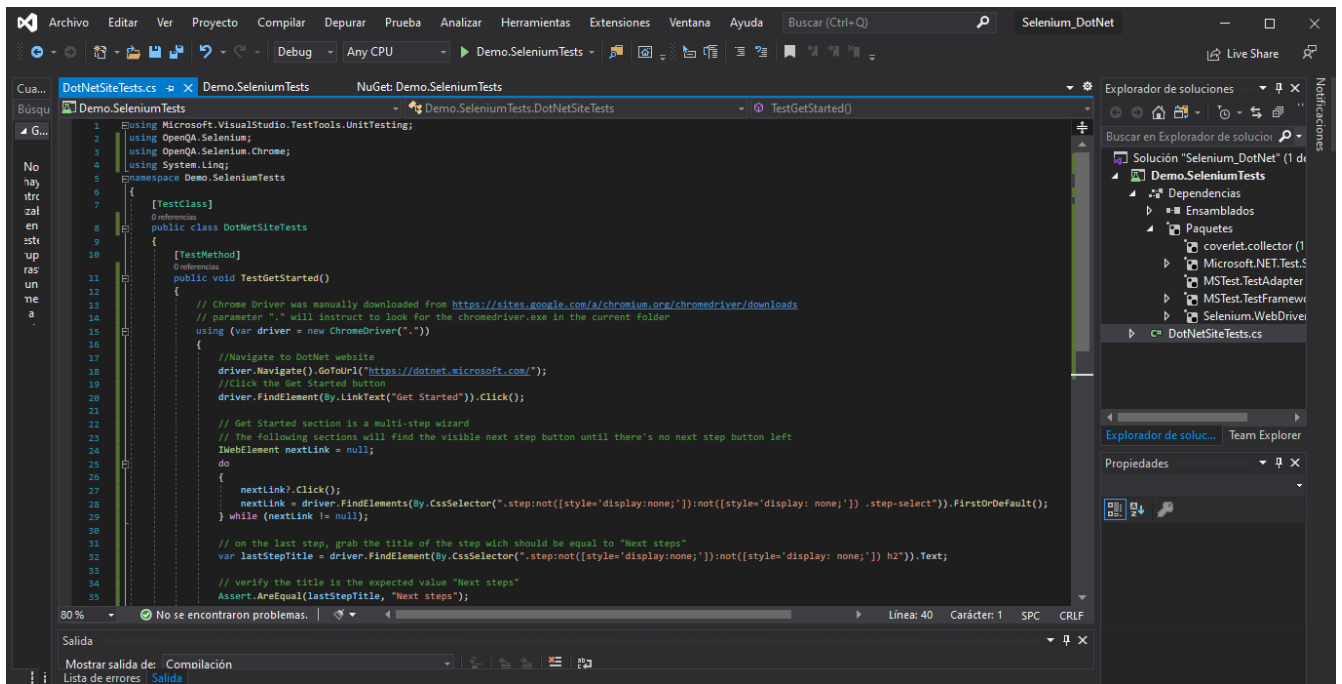 Archivo Editar Ver Proyecto Compilar Depurar Prueba Analizar Herramientas Extensiones Ventana Ayuda Buscar (Ctrl+Q) Selenium_DotNet
Debug Any CPU Demo.SeleniumTests Live Share
Cua... DotNetSiteTests.cs Demo.SeleniumTests NuGet: Demo.SeleniumTests
Búsqu Demo.SeleniumTests Demo.SeleniumTests.DotNetSiteTests TestGetStarted()
G...
No
hay
en
un
a
1 using Microsoft.VisualStudio.TestTools.UnitTesting;
2 using OpenQA.Selenium;
3 using OpenQA.Selenium.Chrome;
4 using System.Linq;
5 namespace Demo.SeleniumTests
6 {
7 [TestClass]
0 referencias
8 public class DotNetSiteTests
9 {
10 [TestMethod]
0 referencias
11 public void TestGetStarted()
12 {
13 // Chrome Driver was manually downloaded from https://sites.google.com/a/chromium.org/chromedriver/downloads
14 // parameter "." will instruct to look for the chromedriver.exe in the current folder
15 using (var driver = new ChromeDriver("."))
16 {
17 //Navigate to DotNet website
18 driver.Navigate().GoToUrl("https://dotnet.microsoft.com/");
19 //Click the Get Started button
20 driver.FindElement(By.LinkText("Get Started")).Click();
21
22 // Get Started section is a multi-step wizard
23 // The following sections will find the visible next step button until there's no next step button left
24 IWebElement nextLink = null;
25 do
26 {
27 nextLink?.Click();
28 nextLink = driver.FindElements(By.CssSelector(".step:not([style='display:none;']):not([style='display: none;']) .step-select")).FirstOrDefault();
29 } while (nextLink != null);
30
31 // on the last step, grab the title of the step wich should be equal to "Next steps"
32 var lastStepTitle = driver.FindElement(By.CssSelector(".step:not([style='display:none;']):not([style='display: none;']) h2")).Text;
33
34 // verify the title is the expected value "Next steps"
35 Assert.AreEqual(lastStepTitle, "Next steps");
80 % No se encontraron problemas. Línea: 40 Carácter: 1 SPC CRLF
Salida
Mostrar salida de: Compilación
Lista de errores Salida
Explorador de soluciones
Buscar en Explorador de solucio
Solución "Selenium_DotNet" (1 de
Demo.SeleniumTests
Dependencias
Ensamblados
Paquetes
coverlet.collector (1
Microsoft.NET.Test.S
MSTest.TestAdapter
MSTest.TestFramewo
Selenium.WebDriver
C# DotNetSiteTests.cs
Explorador de soluc... Team Explorer
Propiedades
Notificaciones